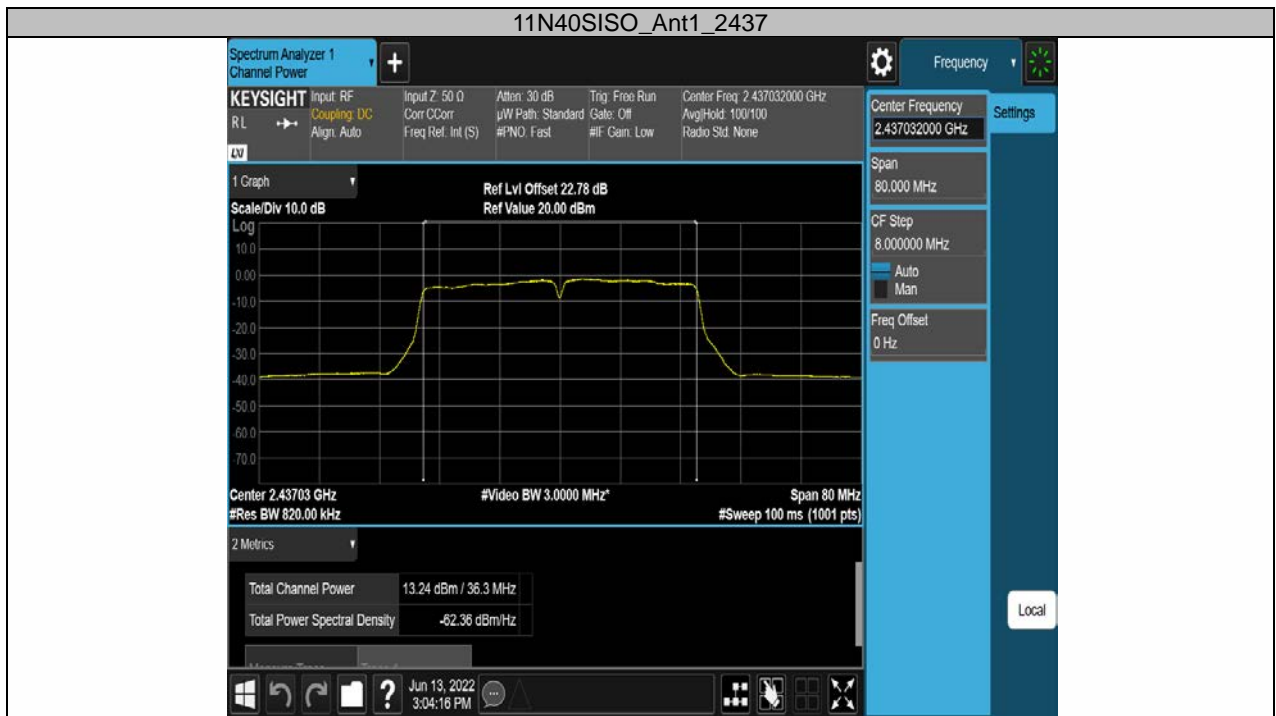 11N40SISO_Ant1_2437
Spectrum Analyzer 1
Channel Power
+
Frequency
KEYSIGHT
RL
LXI
Input: RF
Coupling: DC
Align: Auto
Input Z: 50 Ω
Corr CCorr
Freq Ref: Int (S)
Atten: 30 dB
µW Path: Standard
#PNO: Fast
Trig: Free Run
Gate: Off
#IF Gain: Low
Center Freq: 2.437032000 GHz
Avg|Hold: 100/100
Radio Std: None
Center Frequency
2.437032000 GHz
Settings
Span
80.000 MHz
CF Step
8.000000 MHz
Auto
Man
Freq Offset
0 Hz
Local
1 Graph
Scale/Div 10.0 dB
Ref Lvl Offset 22.78 dB
Ref Value 20.00 dBm
Log
10.0
0.00
-10.0
-20.0
-30.0
-40.0
-50.0
-60.0
-70.0
Center 2.43703 GHz
#Res BW 820.00 kHz
#Video BW 3.0000 MHz*
Span 80 MHz
#Sweep 100 ms (1001 pts)
2 Metrics
Total Channel Power 13.24 dBm / 36.3 MHz
Total Power Spectral Density -62.36 dBm/Hz
?
Jun 13, 2022
3:04:16 PM